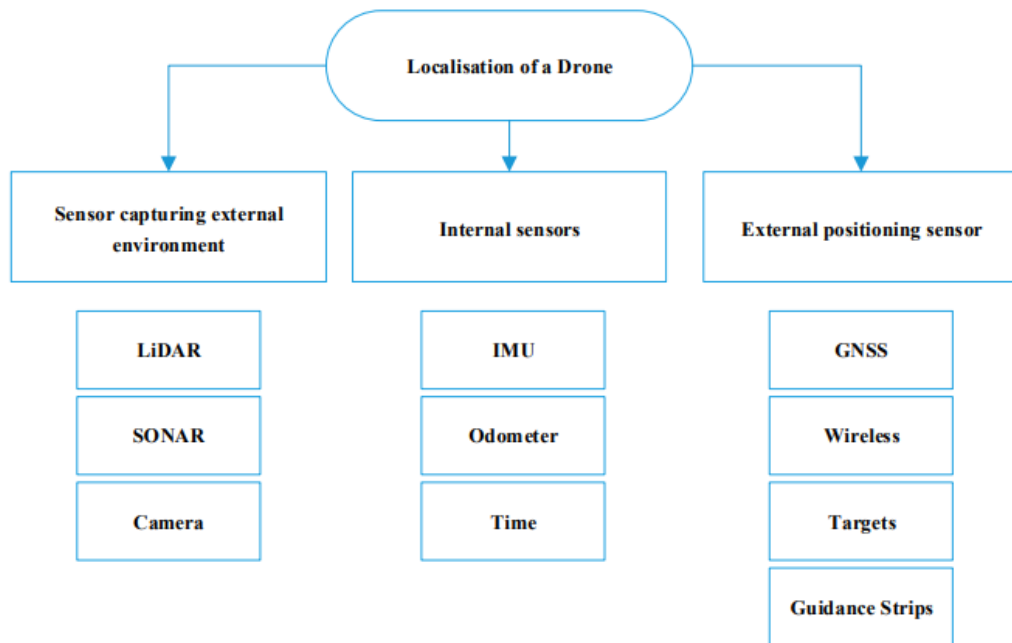 Localisation of a Drone
Sensor capturing external
environment
Internal sensors
External positioning sensor
LiDAR
IMU
GNSS
SONAR
Odometer
Wireless
Camera
Time
Targets
Guidance Strips